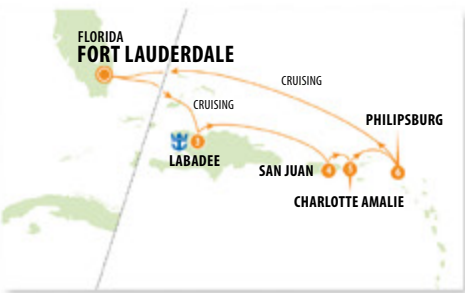 FLORIDA
FORT LAUDERDALE
CRUISING
CRUISING
PHILIPSBURG
LABADEE
SAN JUAN
CHARLOTTE AMALIE